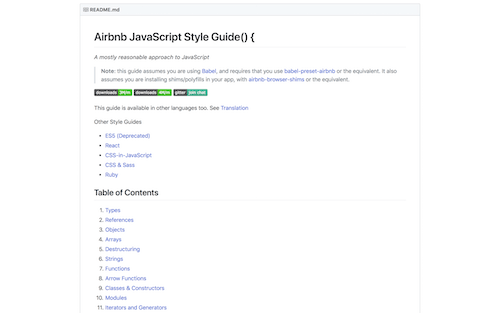 README.md
Airbnb JavaScript Style Guide() {
A mostly reasonable approach to JavaScript
Note: this guide assumes you are using Babel, and requires that you use babel-preset-airbnb or the equivalent. It also
assumes you are installing shims/polyfills in your app, with airbnb-browser-shims or the equivalent.
downloads downloads gitter join chat
This guide is available in other languages too. See Translation
Other Style Guides
ES5 (Deprecated)
React
CSS-in-JavaScript
CSS & Sass
Ruby
Table of Contents
1. Types
2. References
3. Objects
4. Arrays
5. Destructuring
6. Strings
7. Functions
8. Arrow Functions
9. Classes & Constructors
10. Modules
11. Iterators and Generators